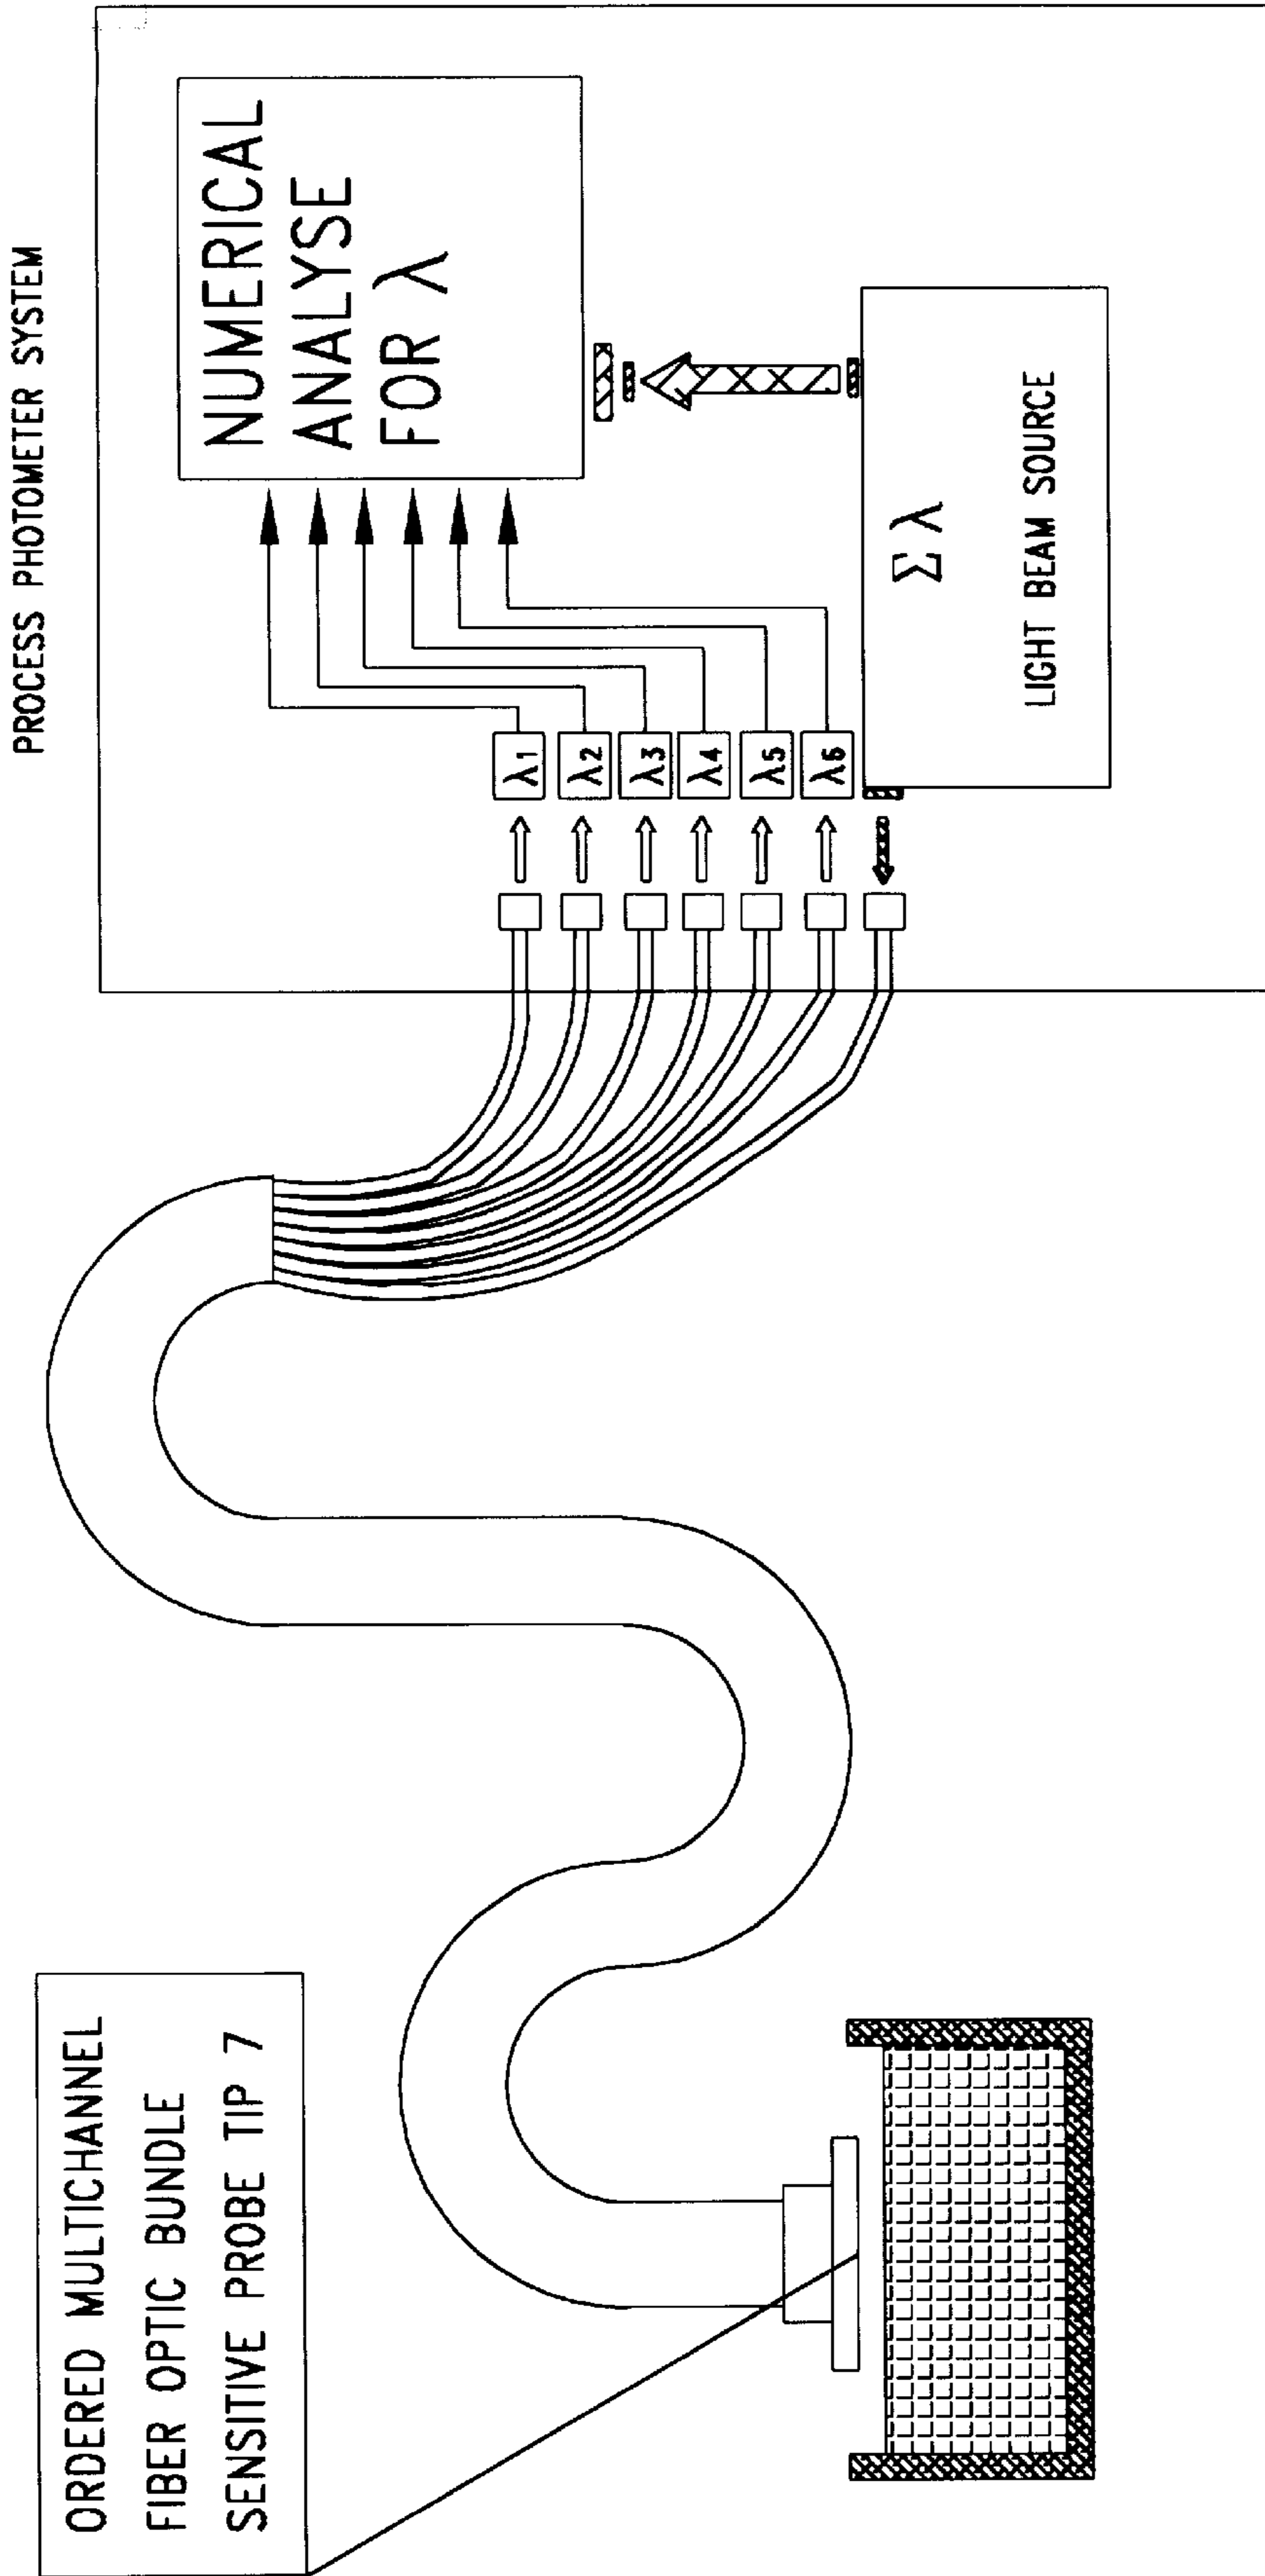 PROCESS PHOTOMETER SYSTEM
NUMERICAL
ANALYSE
FOR λ
λ1
λ2
λ3
λ4
λ5
λ6
Σ λ
LIGHT BEAM SOURCE
ORDERED MULTICHANNEL
FIBER OPTIC BUNDLE
SENSITIVE PROBE TIP 7